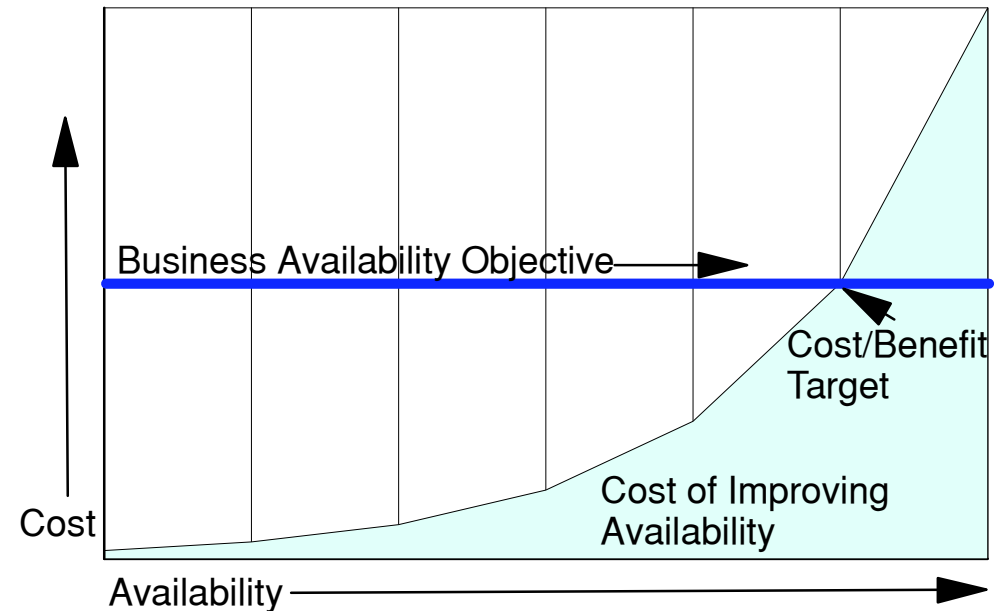 Business Availability Objective
Cost/Benefit
Target
Cost of Improving
Availability
Cost
Availability